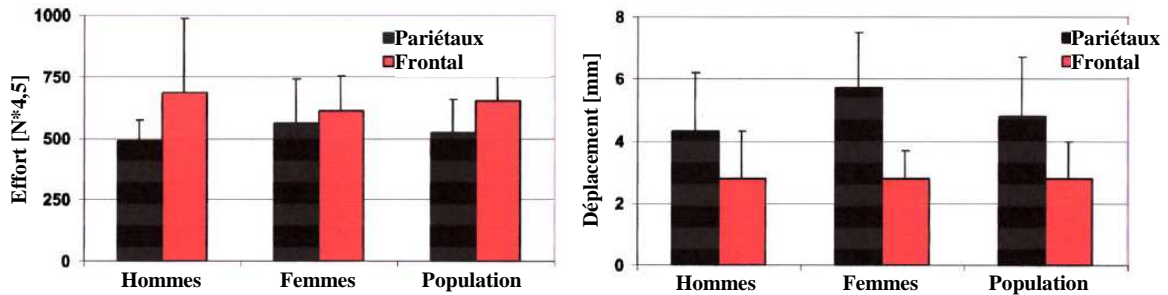 Effort [N*4,5]
1000
750
500
250
0
Pariétaux
Frontal
Hommes Femmes Population
Déplacement [mm]
8
6
4
2
0
Pariétaux
Frontal
Hommes Femmes Population